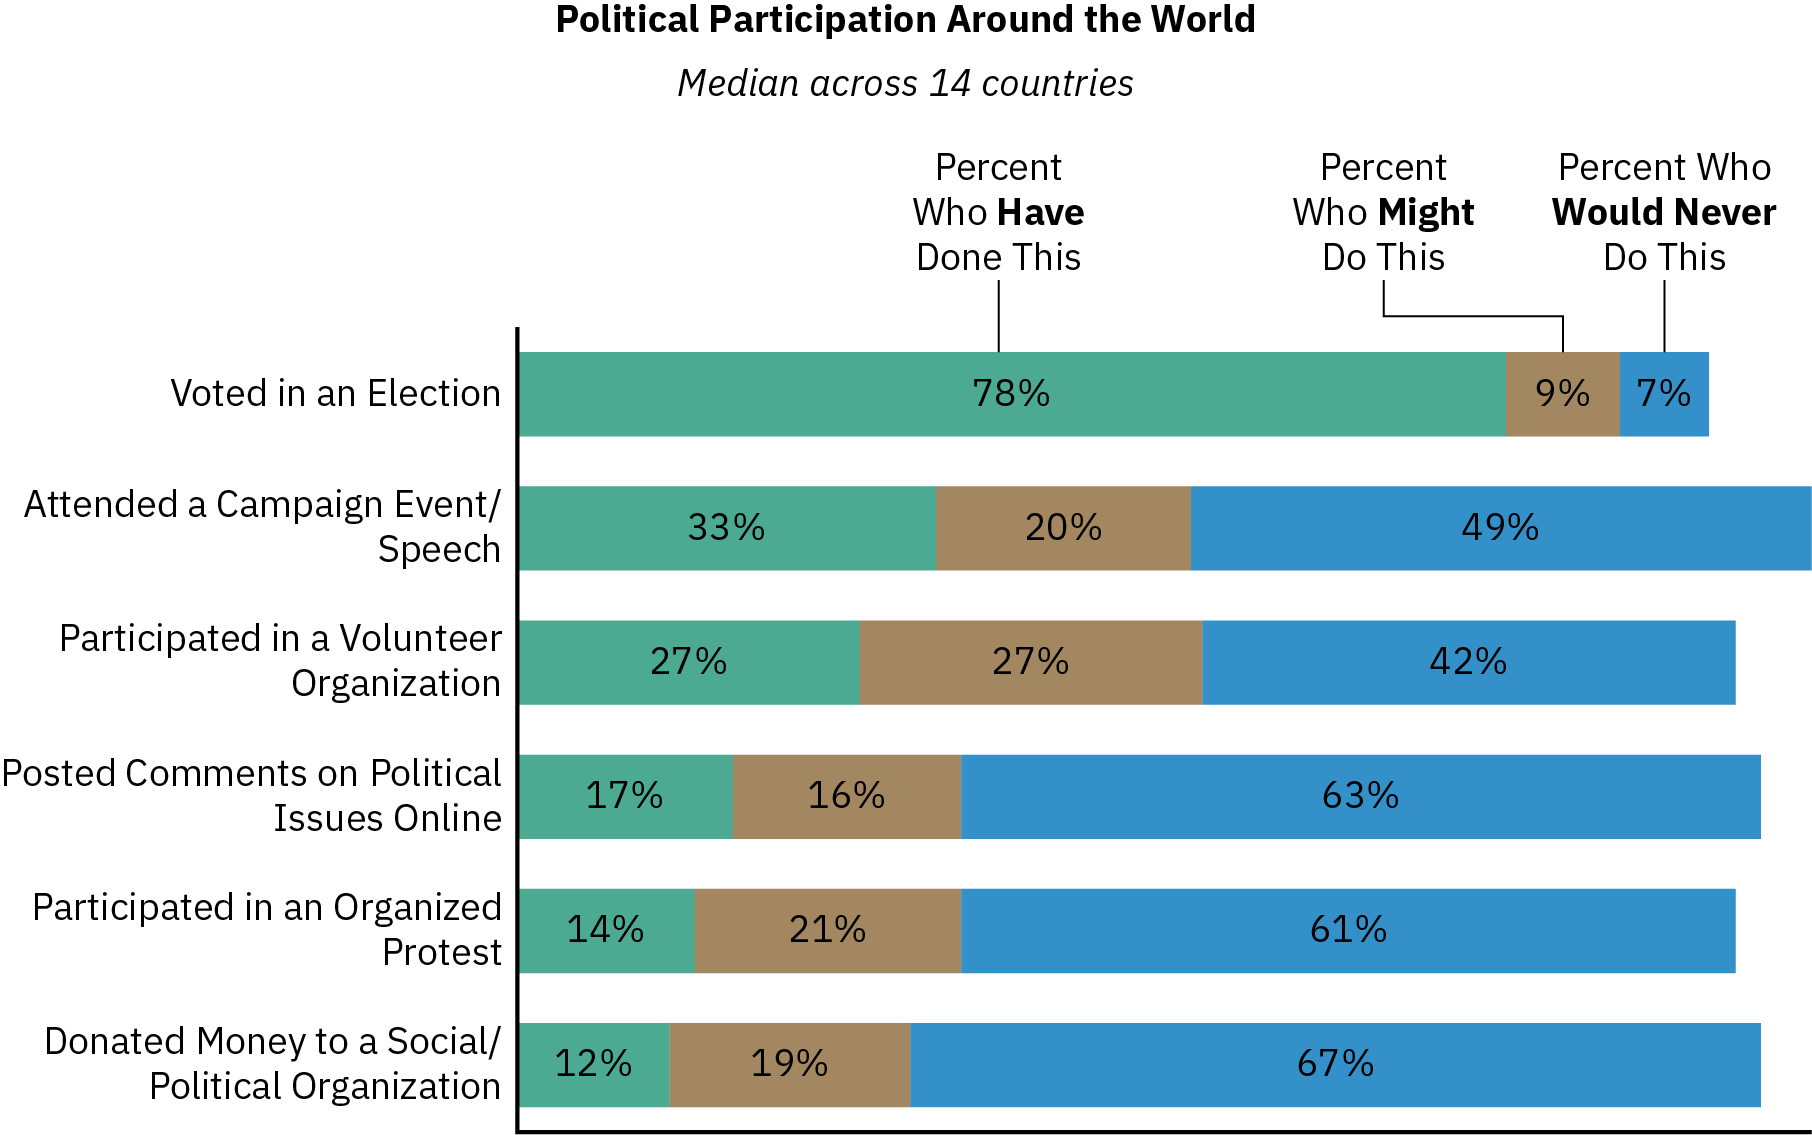 Political Participation Around the World
Median across 14 countries
Percent
Who Have
Done This
Percent
Who Might
Do This
Percent Who
Would Never
Do This
Voted in an Election
78%
9%
7%
Attended a Campaign Event/
Speech
33%
20%
49%
Participated in a Volunteer
Organization
27%
27%
42%
Posted Comments on Political
Issues Online
17%
16%
63%
Participated in an Organized
Protest
14%
21%
61%
Donated Money to a Social/
Political Organization
12%
19%
67%